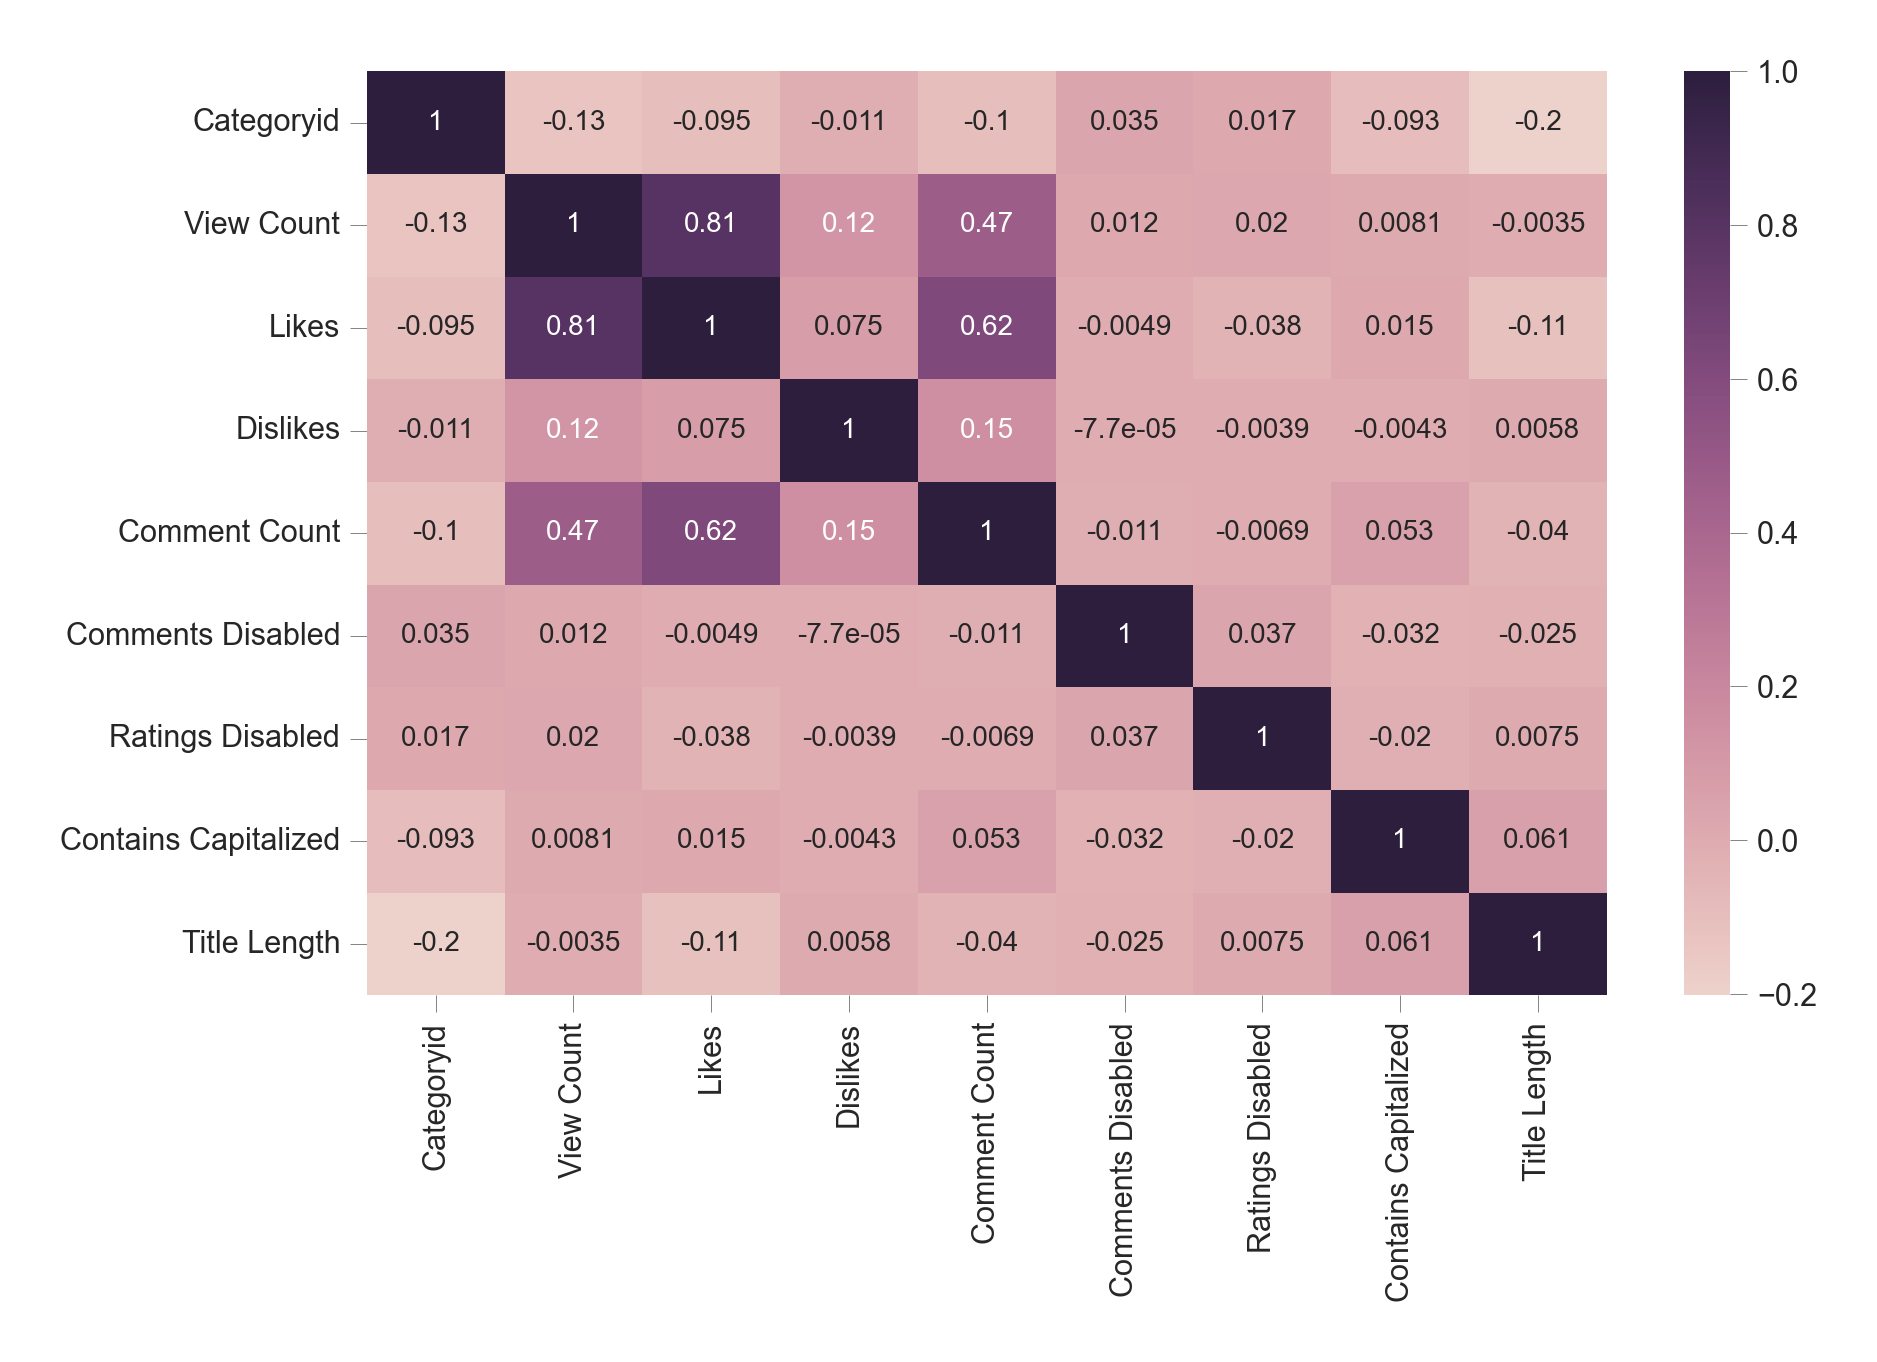 Categoryid 1 -0.13 -0.095 -0.011 -0.1 0.035 0.017 -0.093 -0.2
View Count -0.13 1 0.81 0.12 0.47 0.012 0.02 0.0081 -0.0035
Likes -0.095 0.81 1 0.075 0.62 -0.0049 -0.038 0.015 -0.11
Dislikes -0.011 0.12 0.075 1 0.15 -7.7e-05 -0.0039 -0.0043 0.0058
Comment Count -0.1 0.47 0.62 0.15 1 -0.011 -0.0069 0.053 -0.04
Comments Disabled 0.035 0.012 -0.0049 -7.7e-05 -0.011 1 0.037 -0.032 -0.025
Ratings Disabled 0.017 0.02 -0.038 -0.0039 -0.0069 0.037 1 -0.02 0.0075
Contains Capitalized -0.093 0.0081 0.015 -0.0043 0.053 -0.032 -0.02 1 0.061
Title Length -0.2 -0.0035 -0.11 0.0058 -0.04 -0.025 0.0075 0.061 1
Categoryid
View Count
Likes
Dislikes
Comment Count
Comments Disabled
Ratings Disabled
Contains Capitalized
Title Length
1.0
0.8
0.6
0.4
0.2
0.0
−0.2